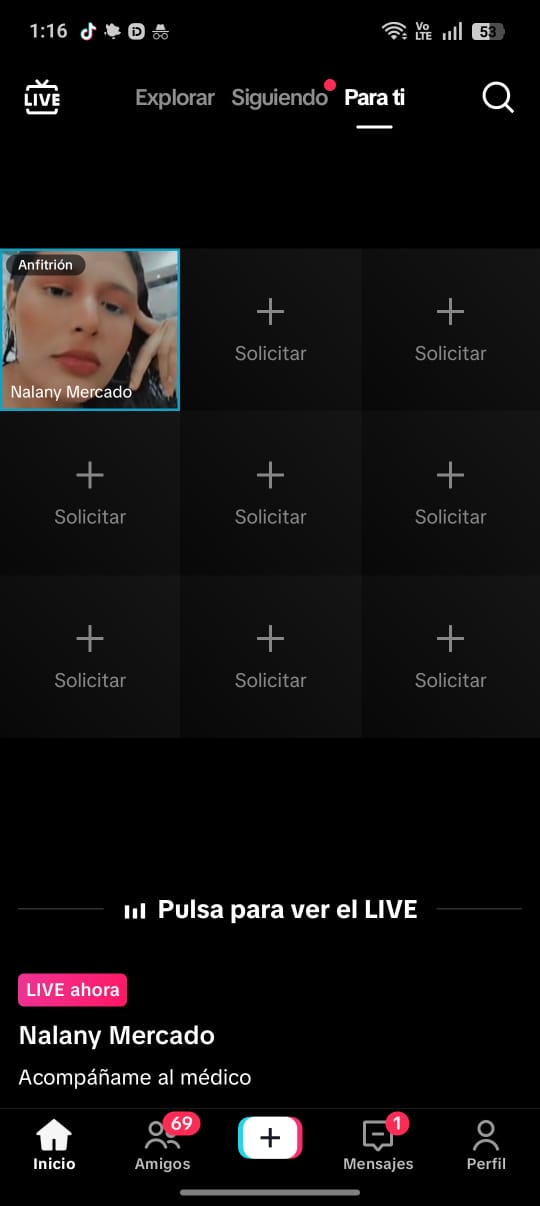 1:16
Vo
LTE
53
LIVE
Explorar Siguiendo Para ti
Anfitrión
Nalany Mercado
Solicitar
Solicitar
Solicitar
Solicitar
Solicitar
Solicitar
Solicitar
Solicitar
Pulsa para ver el LIVE
LIVE ahora
Nalany Mercado
Acompáñame al médico
69
1
Inicio
Amigos
Mensajes
Perfil